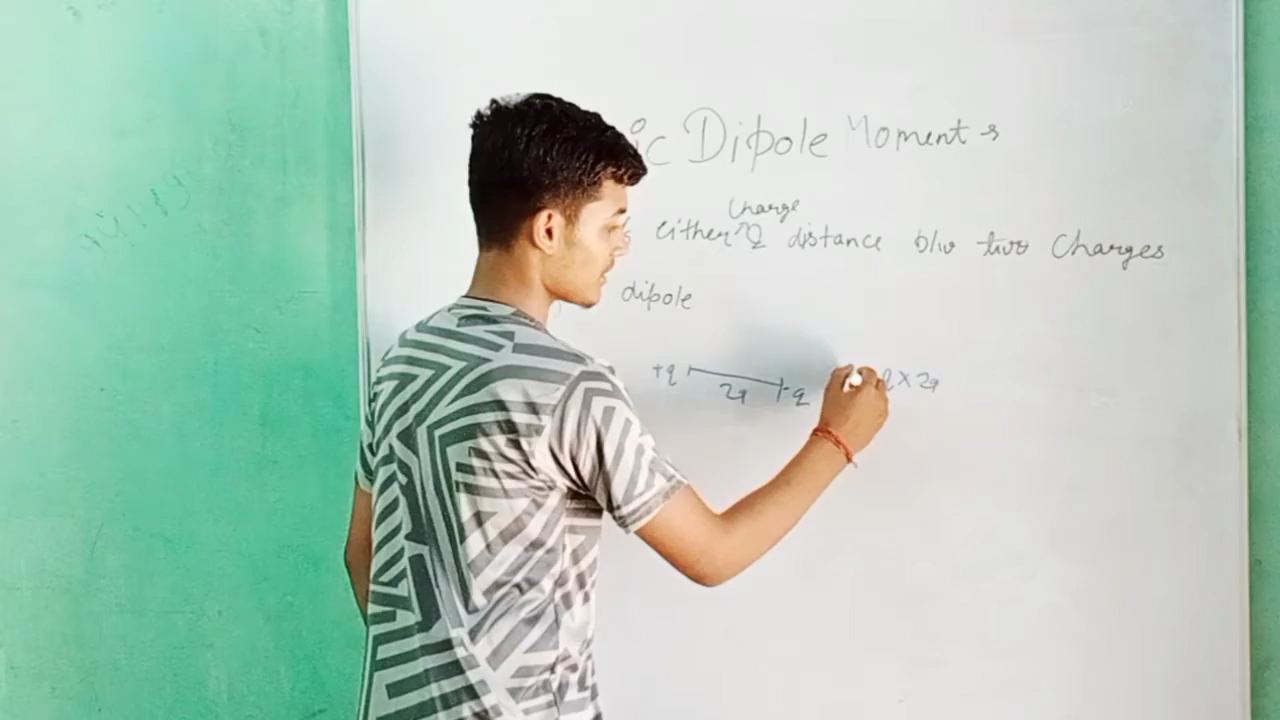 ic Dipole Moment
either Charge & distance b/w two Charges
dipole
+q 2a -q q × 2a